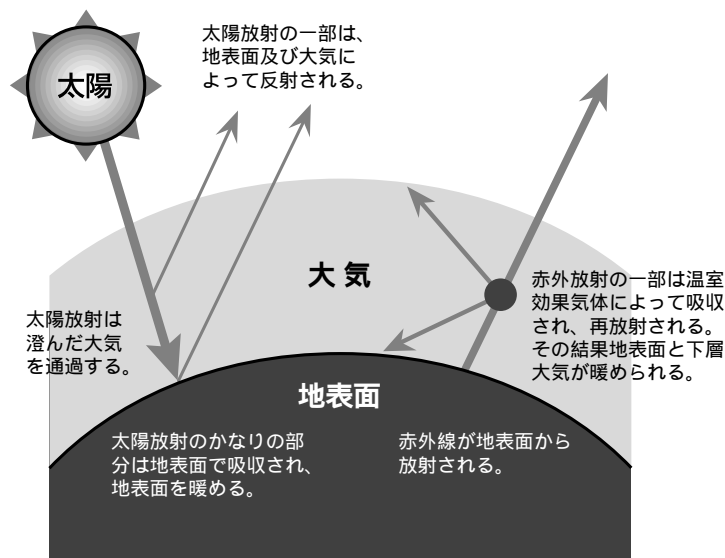 太陽放射の一部は、
地表面及び大気に
よって反射される。
太陽
大 気
赤外放射の一部は温室
効果気体によって吸収
され、再放射される。
その結果地表面と下層
大気が暖められる。
太陽放射は
澄んだ大気
を通過する。
地表面
太陽放射のかなりの部
分は地表面で吸収され、
地表面を暖める。
赤外線が地表面から
放射される。